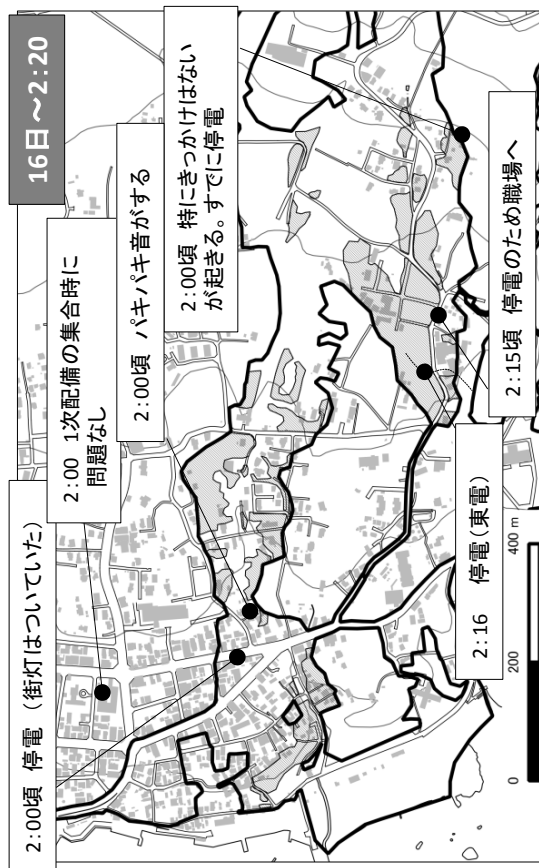 16日～2:20
2:00頃 停電 (街灯はついていた)
2:00 1次配備の集合時に
問題なし
2:00頃 パキパキ音がする
2:00頃 特にきっかけはない
が起きる。すでに停電
2:16 停電(東電)
2:15頃 停電のため職場へ
0
200
400 m